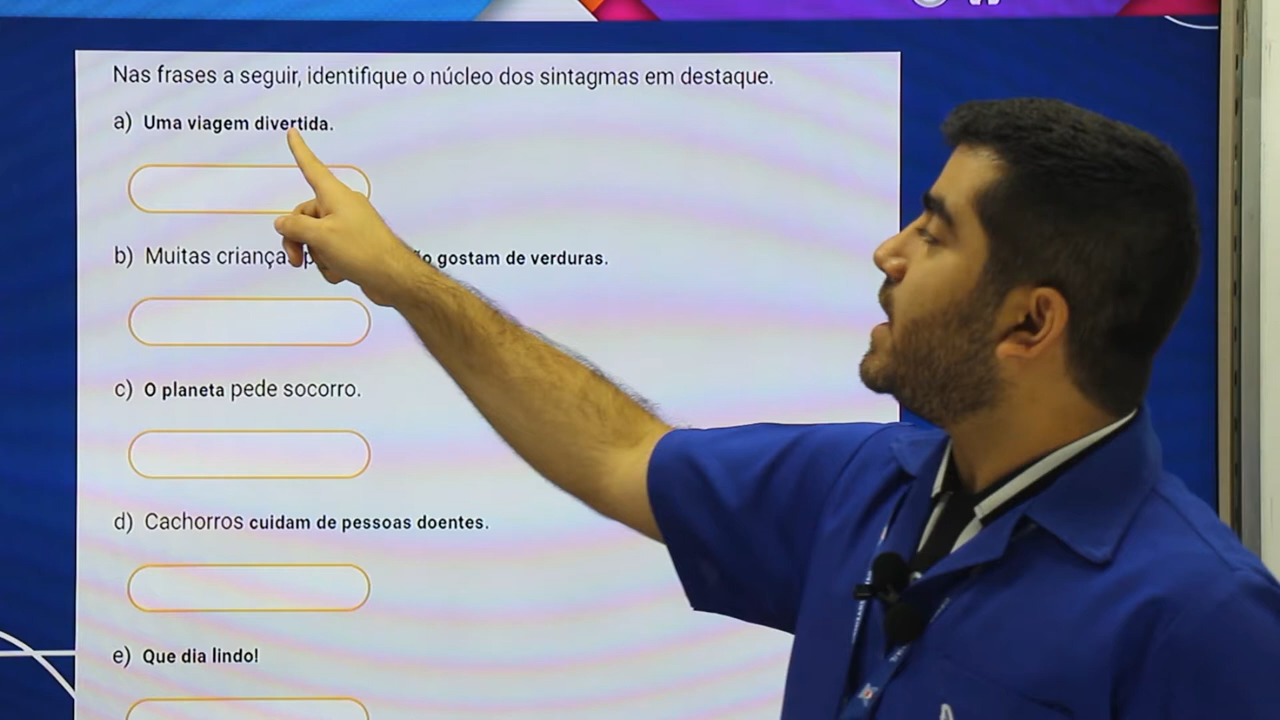 Nas frases a seguir, identifique o núcleo dos sintagmas em destaque.
a) Uma viagem divertida.
b) Muitas gostam de verduras.
c) O planeta pede socorro.
d) Cachorros cuidam de pessoas doentes.
e) Que dia lindo!